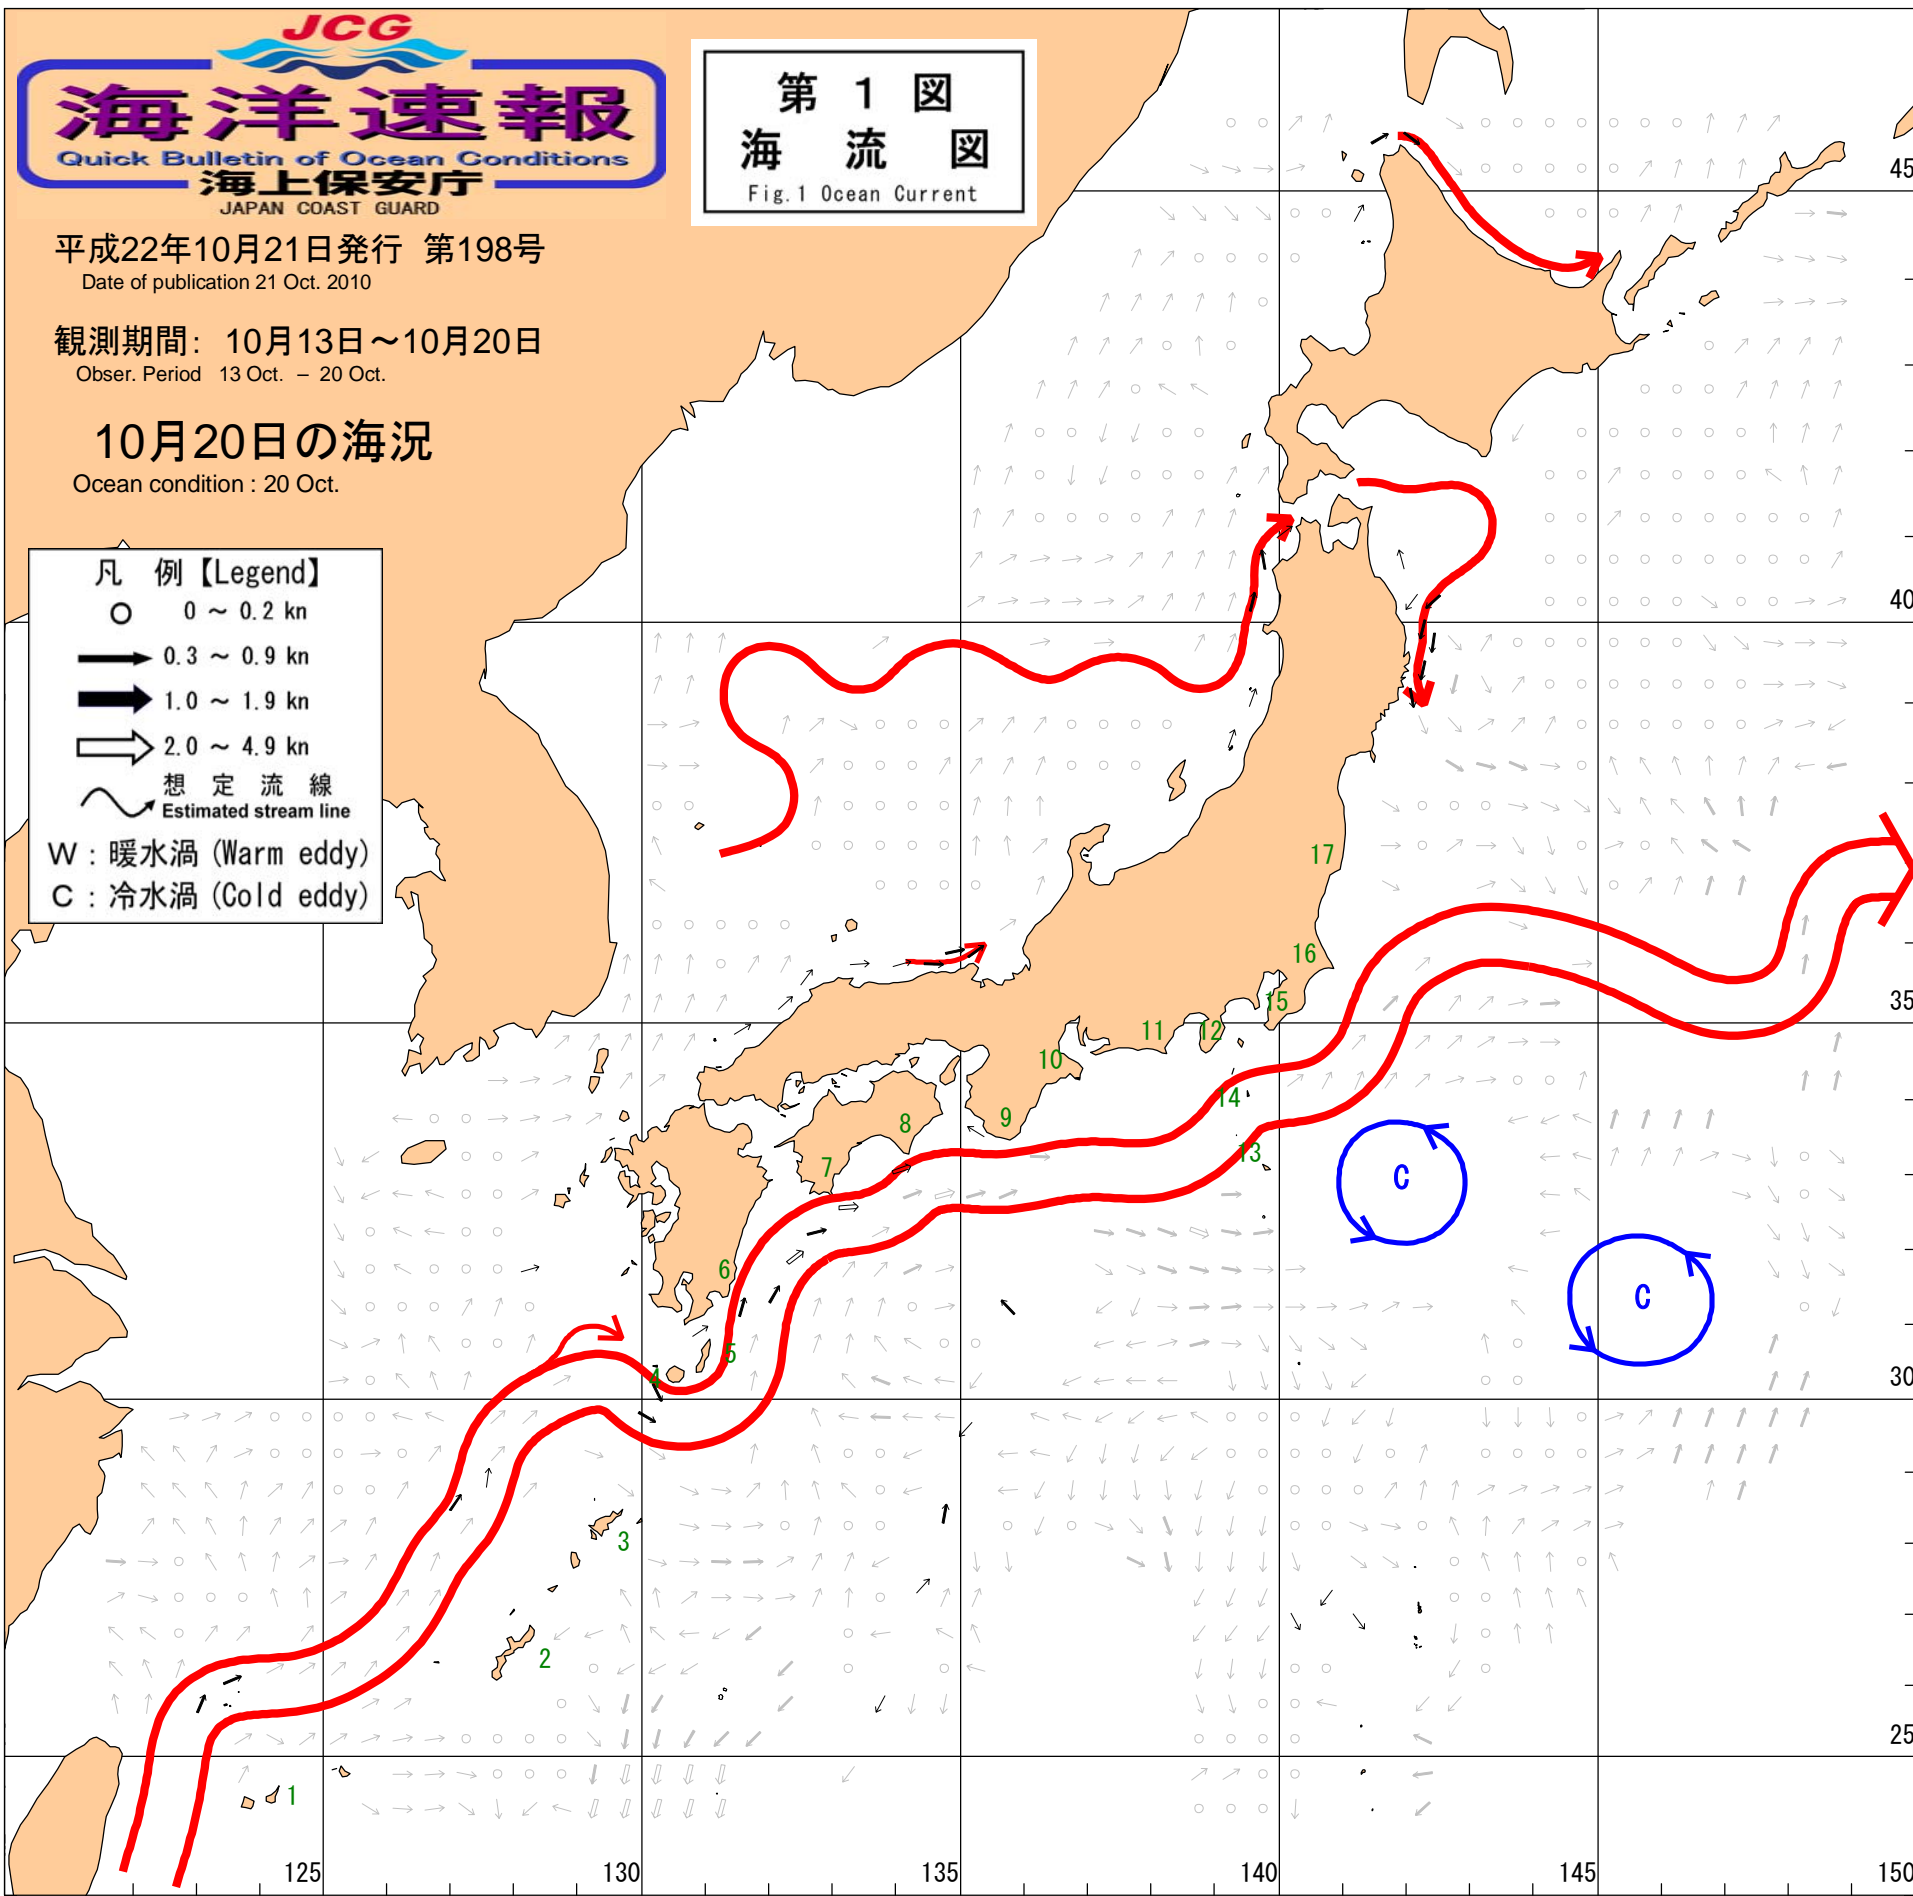 JCG
海洋速報
Quick Bulletin of Ocean Conditions
海上保安庁
JAPAN COAST GUARD
第 1 図
海 流 図
Fig.1 Ocean Current
平成22年10月21日発行 第198号
Date of publication 21 Oct. 2010
観測期間: 10月13日～10月20日
Obser. Period 13 Oct. – 20 Oct.
10月20日の海況
Ocean condition : 20 Oct.
凡 例【Legend】
0 ～ 0.2 kn
0.3 ～ 0.9 kn
1.0 ～ 1.9 kn
2.0 ～ 4.9 kn
想 定 流 線
Estimated stream line
W : 暖水渦 (Warm eddy)
C : 冷水渦 (Cold eddy)
45
40
17
16
35
15
12
11
10
14
9
8
13
7
C
6
C
5
4
30
3
2
25
1
125
130
135
140
145
150